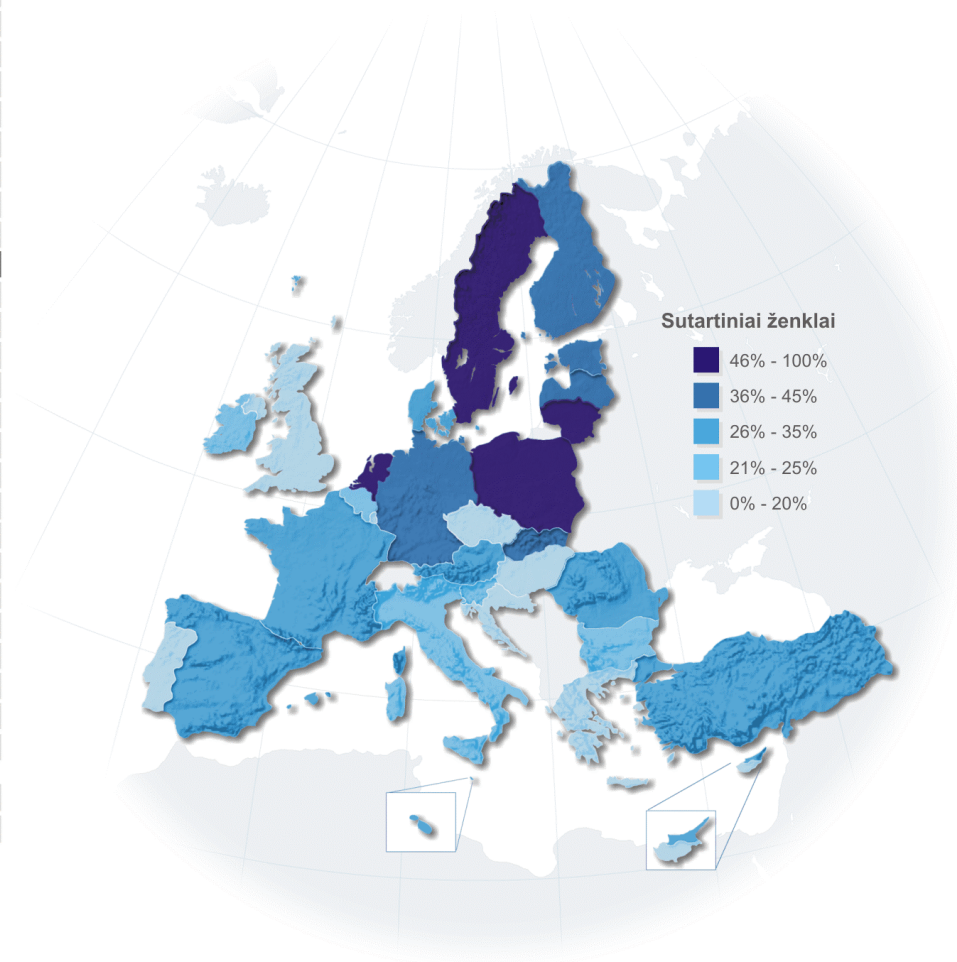 Sutartiniai ženklai
46% - 100%
36% - 45%
26% - 35%
21% - 25%
0% - 20%